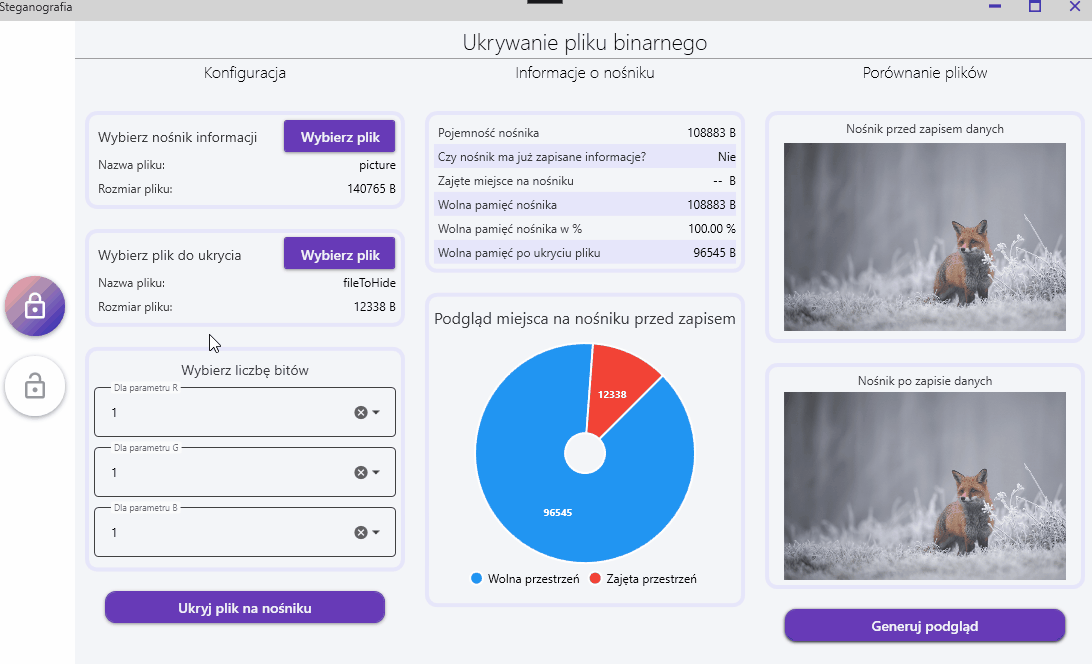 Steganografia
Ukrywanie pliku binarnego
Konfiguracja
Wybierz nośnik informacji
Wybierz plik
Nazwa pliku:
picture
Rozmiar pliku:
140765 B
Wybierz plik do ukrycia
Wybierz plik
Nazwa pliku:
fileToHide
Rozmiar pliku:
12338 B
Wybierz liczbę bitów
Dla parametru R
1
Dla parametru G
1
Dla parametru B
1
Ukryj plik na nośniku
Informacje o nośniku
Pojemność nośnika
108883 B
Czy nośnik ma już zapisane informacje?
Nie
Zajęte miejsce na nośniku
-- B
Wolna pamięć nośnika
108883 B
Wolna pamięć nośnika w %
100.00 %
Wolna pamięć po ukryciu pliku
96545 B
Podgląd miejsca na nośniku przed zapisem
12338
96545
Wolna przestrzeń
Zajęta przestrzeń
Porównanie plików
Nośnik przed zapisem danych
Nośnik po zapisie danych
Generuj podgląd